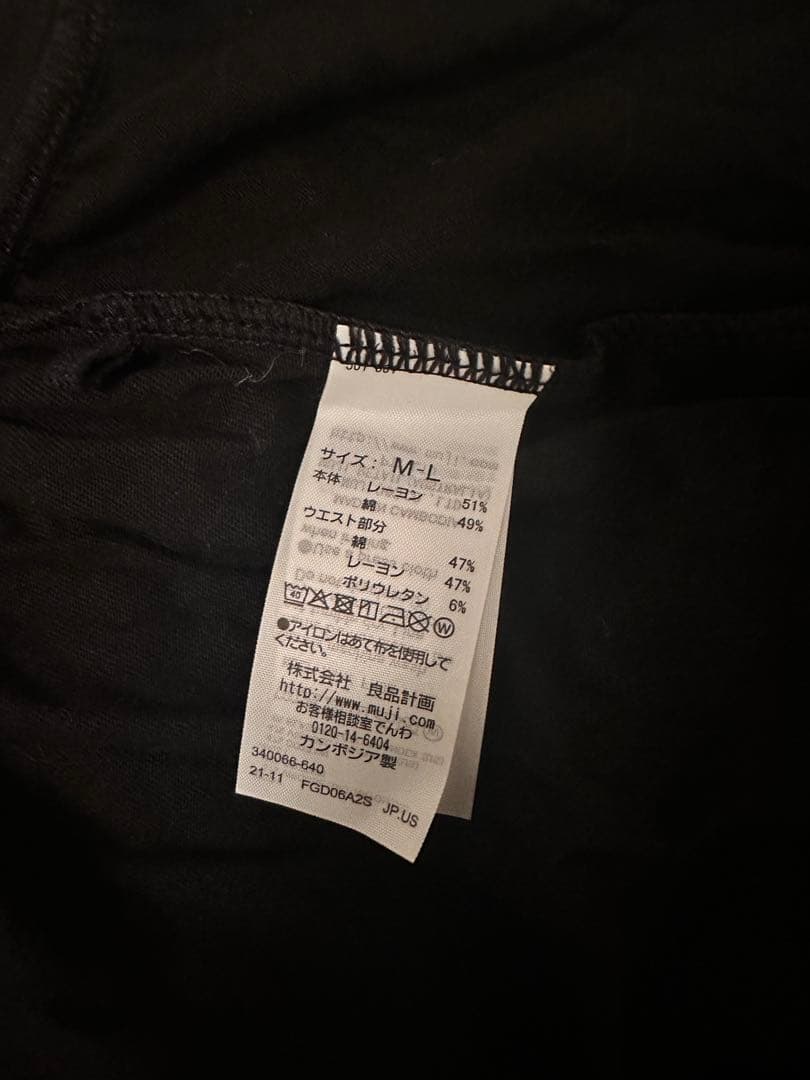 サイズ: M-L
本体 レーヨン 51%
綿 49%
ウエスト部分
綿 47%
レーヨン 47%
ポリウレタン 6%
40 W
●アイロンはあて布を使用して
ください。
株式会社 良品計画
http://www.muji.com
お客様相談室でんわ
0120-14-6404
カンボジア製
340066-640
21-11 FGD06A2S JP.US